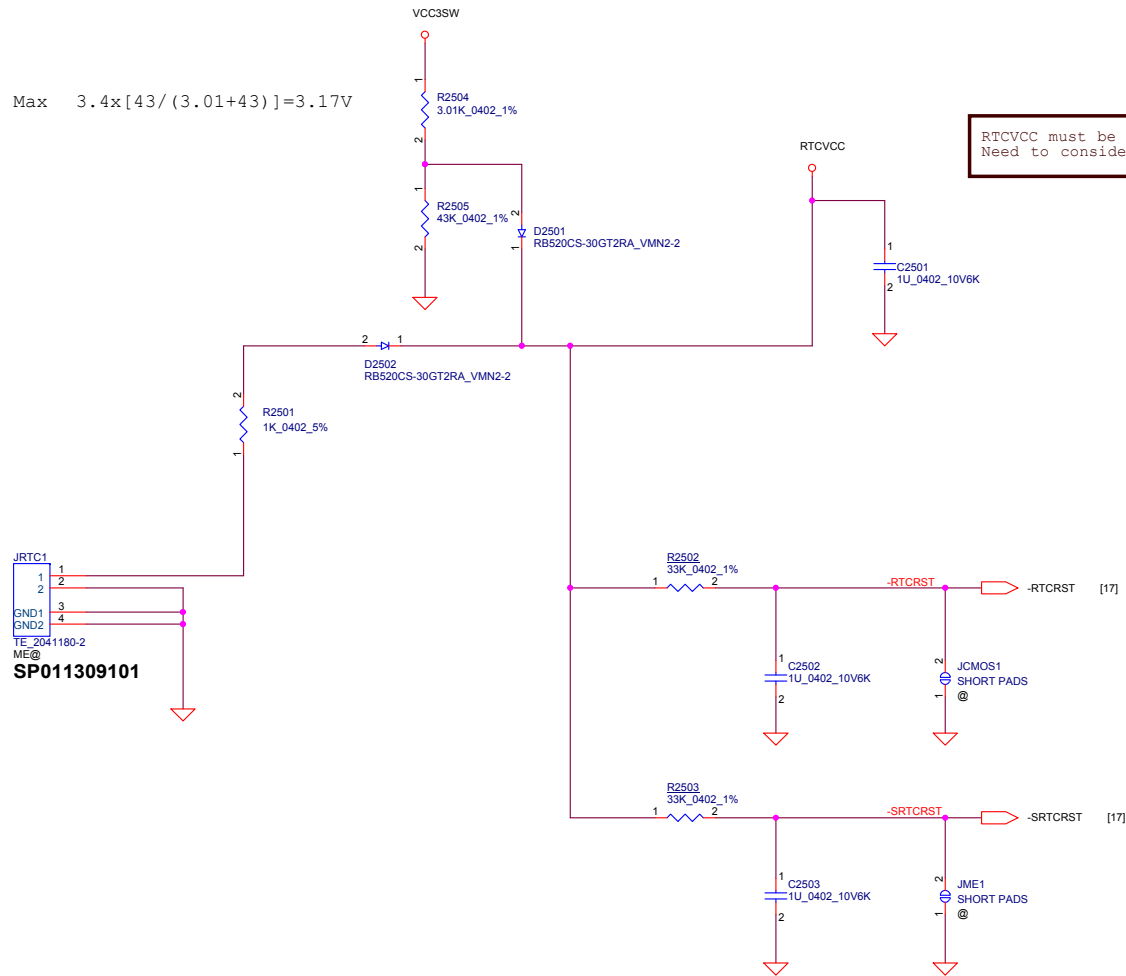 VCC3SW
Max 3.4x[43/(3.01+43)]=3.17V
1
R2504
3.01K_0402_1%
2
RTCVCC must be
Need to conside
RTCVCC
1
R2505
43K_0402_1%
2
2
D2501
RB520CS-30GT2RA_VMN2-2
1
1
C2501
1U_0402_10V6K
2
2 1
D2502
RB520CS-30GT2RA_VMN2-2
2
R2501
1K_0402_5%
1
JRTC1
1 1
2 2
GND1 3
GND2 4
TE_2041180-2
ME@
SP011309101
R2502
33K_0402_1%
1 2
-RTCRST
-RTCRST [17]
1
C2502
1U_0402_10V6K
2
2
JCMOS1
SHORT PADS
1
@
R2503
33K_0402_1%
1 2
-SRTCRST
-SRTCRST [17]
1
C2503
1U_0402_10V6K
2
2
JME1
SHORT PADS
1
@